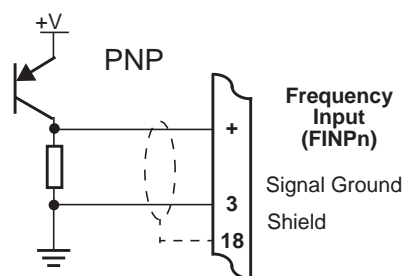 +V
PNP
Frequency
Input
(FINPn)
+
Signal Ground
3
Shield
18